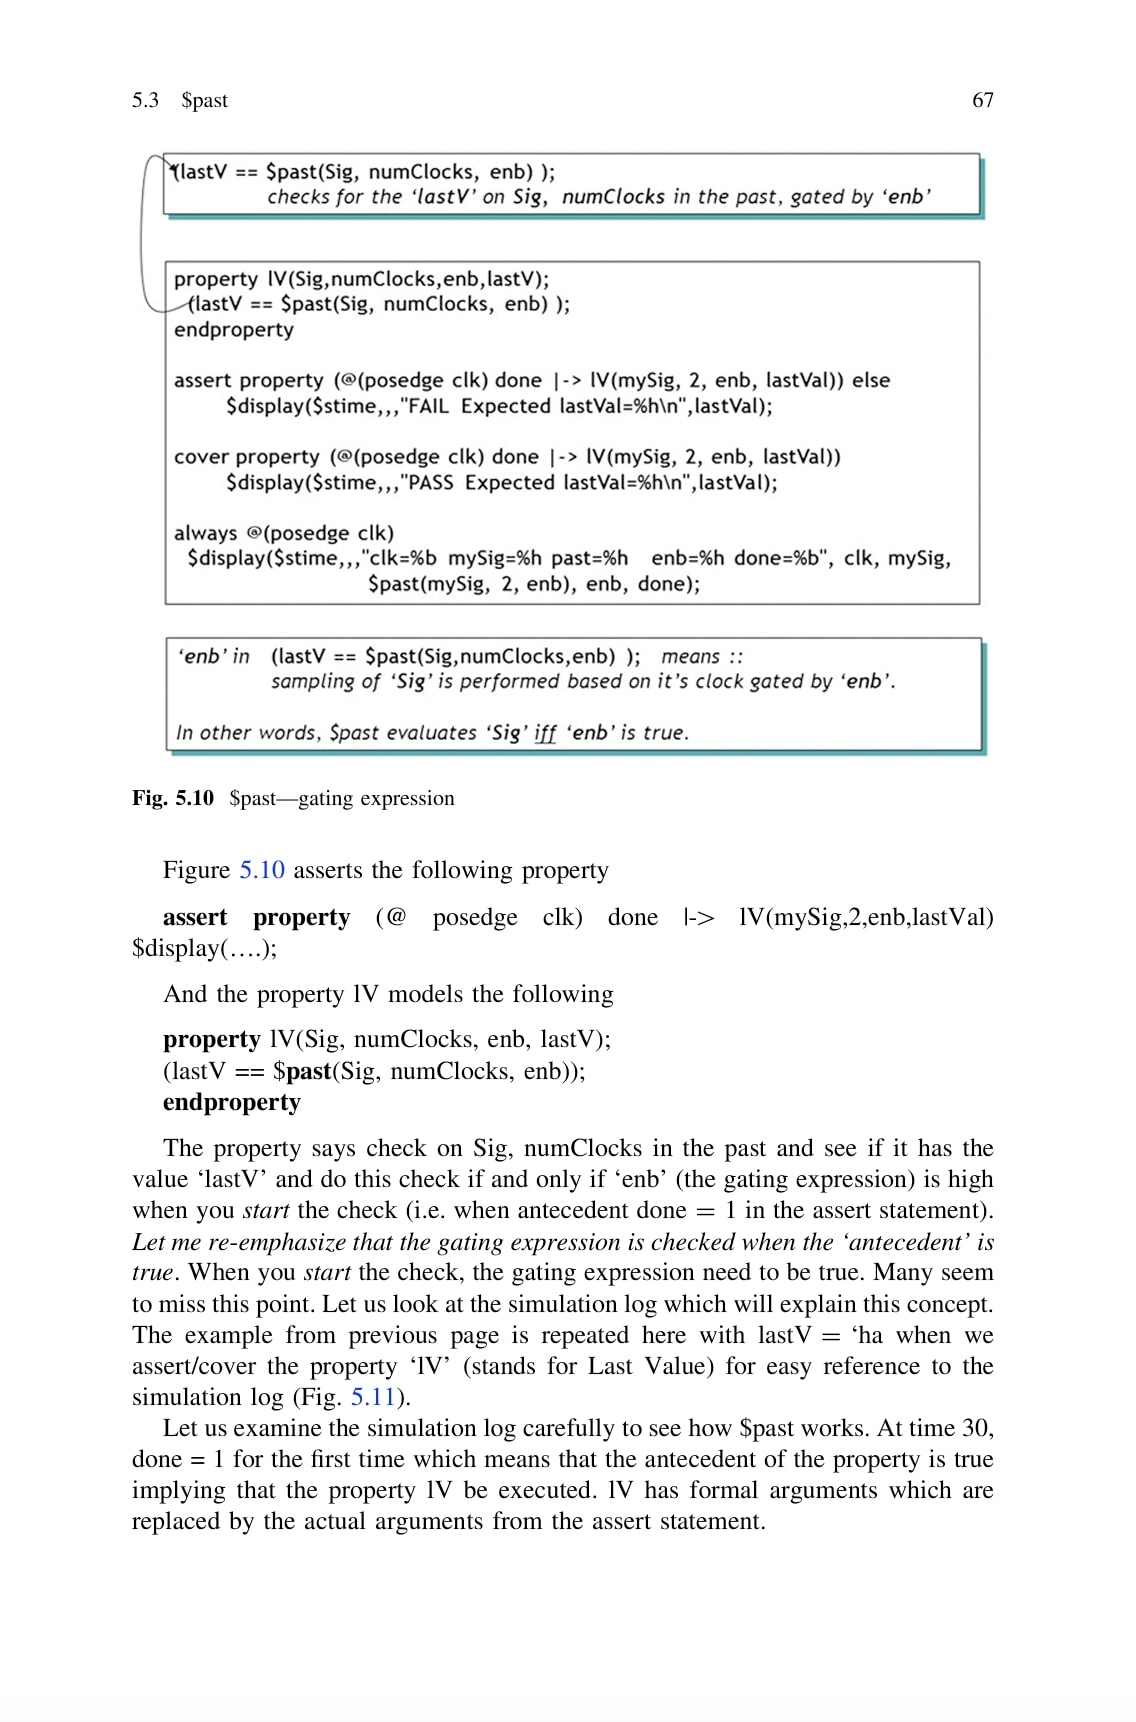 5.3 $past 67
(lastV == $past(Sig, numClocks, enb) );
checks for the ‘lastV’ on Sig, numClocks in the past, gated by ‘enb’
property lV(Sig,numClocks,enb,lastV);
(lastV == $past(Sig, numClocks, enb) );
endproperty
assert property (@(posedge clk) done |-> lV(mySig, 2, enb, lastVal)) else
$display($stime,,,"FAIL Expected lastVal=%h\n",lastVal);
cover property (@(posedge clk) done |-> lV(mySig, 2, enb, lastVal))
$display($stime,,,"PASS Expected lastVal=%h\n",lastVal);
always @(posedge clk)
$display($stime,,,"clk=%b mySig=%h past=%h enb=%h done=%b", clk, mySig,
$past(mySig, 2, enb), enb, done);
‘enb’ in (lastV == $past(Sig,numClocks,enb) ); means ::
sampling of ‘Sig’ is performed based on it’s clock gated by ‘enb’.
In other words, $past evaluates ‘Sig’ iff ‘enb’ is true.
Fig. 5.10 $past—gating expression
Figure 5.10 asserts the following property
assert property (@ posedge clk) done |-> lV(mySig,2,enb,lastVal)
$display(….);
And the property lV models the following
property lV(Sig, numClocks, enb, lastV);
(lastV == $past(Sig, numClocks, enb));
endproperty
The property says check on Sig, numClocks in the past and see if it has the
value ‘lastV’ and do this check if and only if ‘enb’ (the gating expression) is high
when you start the check (i.e. when antecedent done = 1 in the assert statement).
Let me re-emphasize that the gating expression is checked when the ‘antecedent’ is
true. When you start the check, the gating expression need to be true. Many seem
to miss this point. Let us look at the simulation log which will explain this concept.
The example from previous page is repeated here with lastV = ‘ha when we
assert/cover the property ‘lV’ (stands for Last Value) for easy reference to the
simulation log (Fig. 5.11).
Let us examine the simulation log carefully to see how $past works. At time 30,
done = 1 for the first time which means that the antecedent of the property is true
implying that the property lV be executed. lV has formal arguments which are
replaced by the actual arguments from the assert statement.